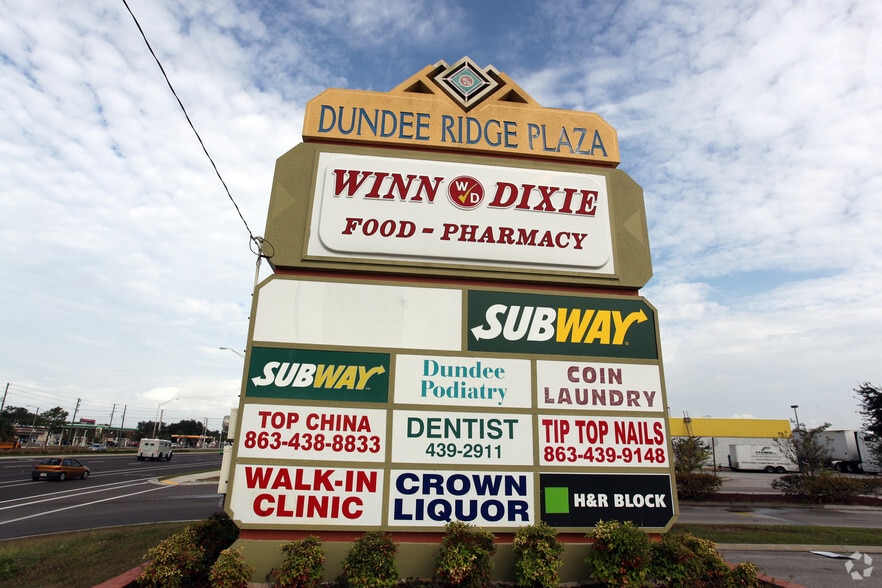 DUNDEE RIDGE PLAZA
WINN W D DIXIE
FOOD - PHARMACY
SUBWAY
SUBWAY
Dundee
Podiatry
COIN
LAUNDRY
TOP CHINA
863-438-8833
DENTIST
439-2911
TIP TOP NAILS
863-439-9148
WALK-IN
CLINIC
CROWN
LIQUOR
H&R BLOCK